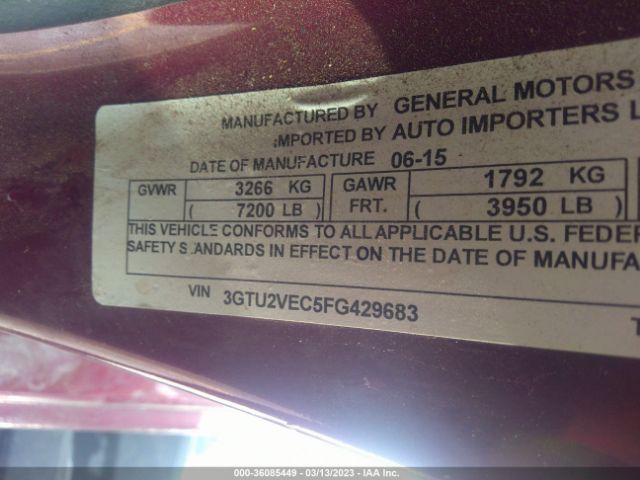 MANUFACTURED BY GENERAL MOTORS
IMPORTED BY AUTO IMPORTERS L
DATE OF MANUFACTURE 06-15
GVWR 3266 KG GAWR 1792 KG
( 7200 LB ) FRT. ( 3950 LB )
THIS VEHICLE CONFORMS TO ALL APPLICABLE U.S. FEDER
SAFETY STANDARDS IN EFFECT ON THE DATE OF MANUFA
VIN 3GTU2VEC5FG429683
T
000-36085449 - 03/13/2023 - IAA Inc.